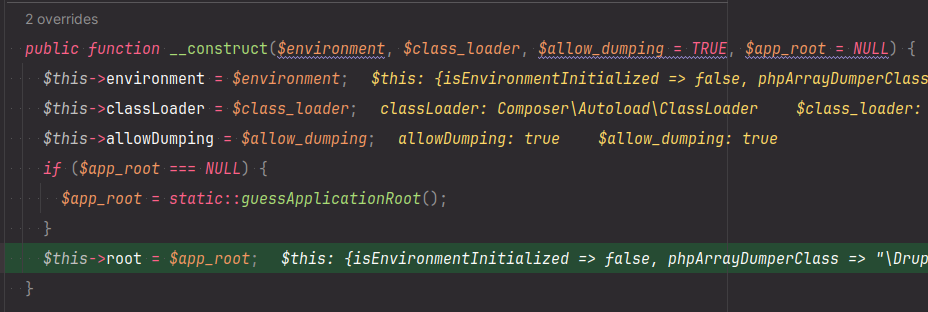 2 overrides
public function __construct($environment, $class_loader, $allow_dumping = TRUE, $app_root = NULL) {
$this->environment = $environment; $this: {isEnvironmentInitialized => false, phpArrayDumperClass
$this->classLoader = $class_loader; classLoader: Composer\Autoload\ClassLoader $class_loader:
$this->allowDumping = $allow_dumping; allowDumping: true $allow_dumping: true
if ($app_root === NULL) {
$app_root = static::guessApplicationRoot();
}
$this->root = $app_root; $this: {isEnvironmentInitialized => false, phpArrayDumperClass => "\Drup
}